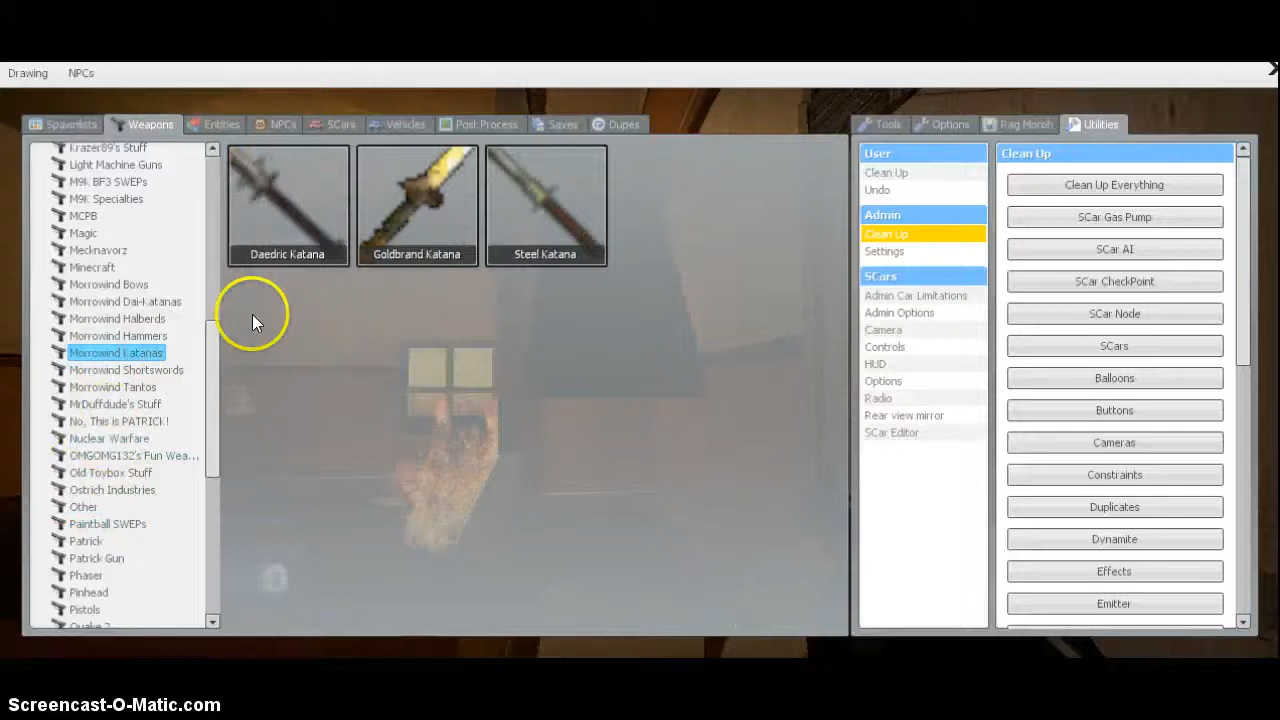 Drawing NPCs
Spawnlists Weapons Entities NPCs SCars Vehicles Post Process Saves Dupes
Krazer89's Stuff
Light Machine Guns
M9K BF3 SWEPs
M9K Specialties
MCPB
Magic
Mecknavorz
Minecraft
Morrowind Bows
Morrowind Dai-Katanas
Morrowind Halberds
Morrowind Hammers
Morrowind Katanas
Morrowind Shortswords
Morrowind Tantos
MrDuffdude's Stuff
No, This is PATRICK!
Nuclear Warfare
OMGOMG132's Fun Wea...
Old Toybox Stuff
Ostrich Industries
Other
Paintball SWEPs
Patrick
Patrick Gun
Phaser
Pinhead
Pistols
Quake 2
Daedric Katana
Goldbrand Katana
Steel Katana
Tools Options Rag Morph Utilities
User
Clean Up
Undo
Admin
Clean Up
Settings
SCars
Admin Car Limitations
Admin Options
Camera
Controls
HUD
Options
Radio
Rear view mirror
SCar Editor
Clean Up
Clean Up Everything
SCar Gas Pump
SCar AI
SCar CheckPoint
SCar Node
SCars
Balloons
Buttons
Cameras
Constraints
Duplicates
Dynamite
Effects
Emitter
Screencast-O-Matic.com